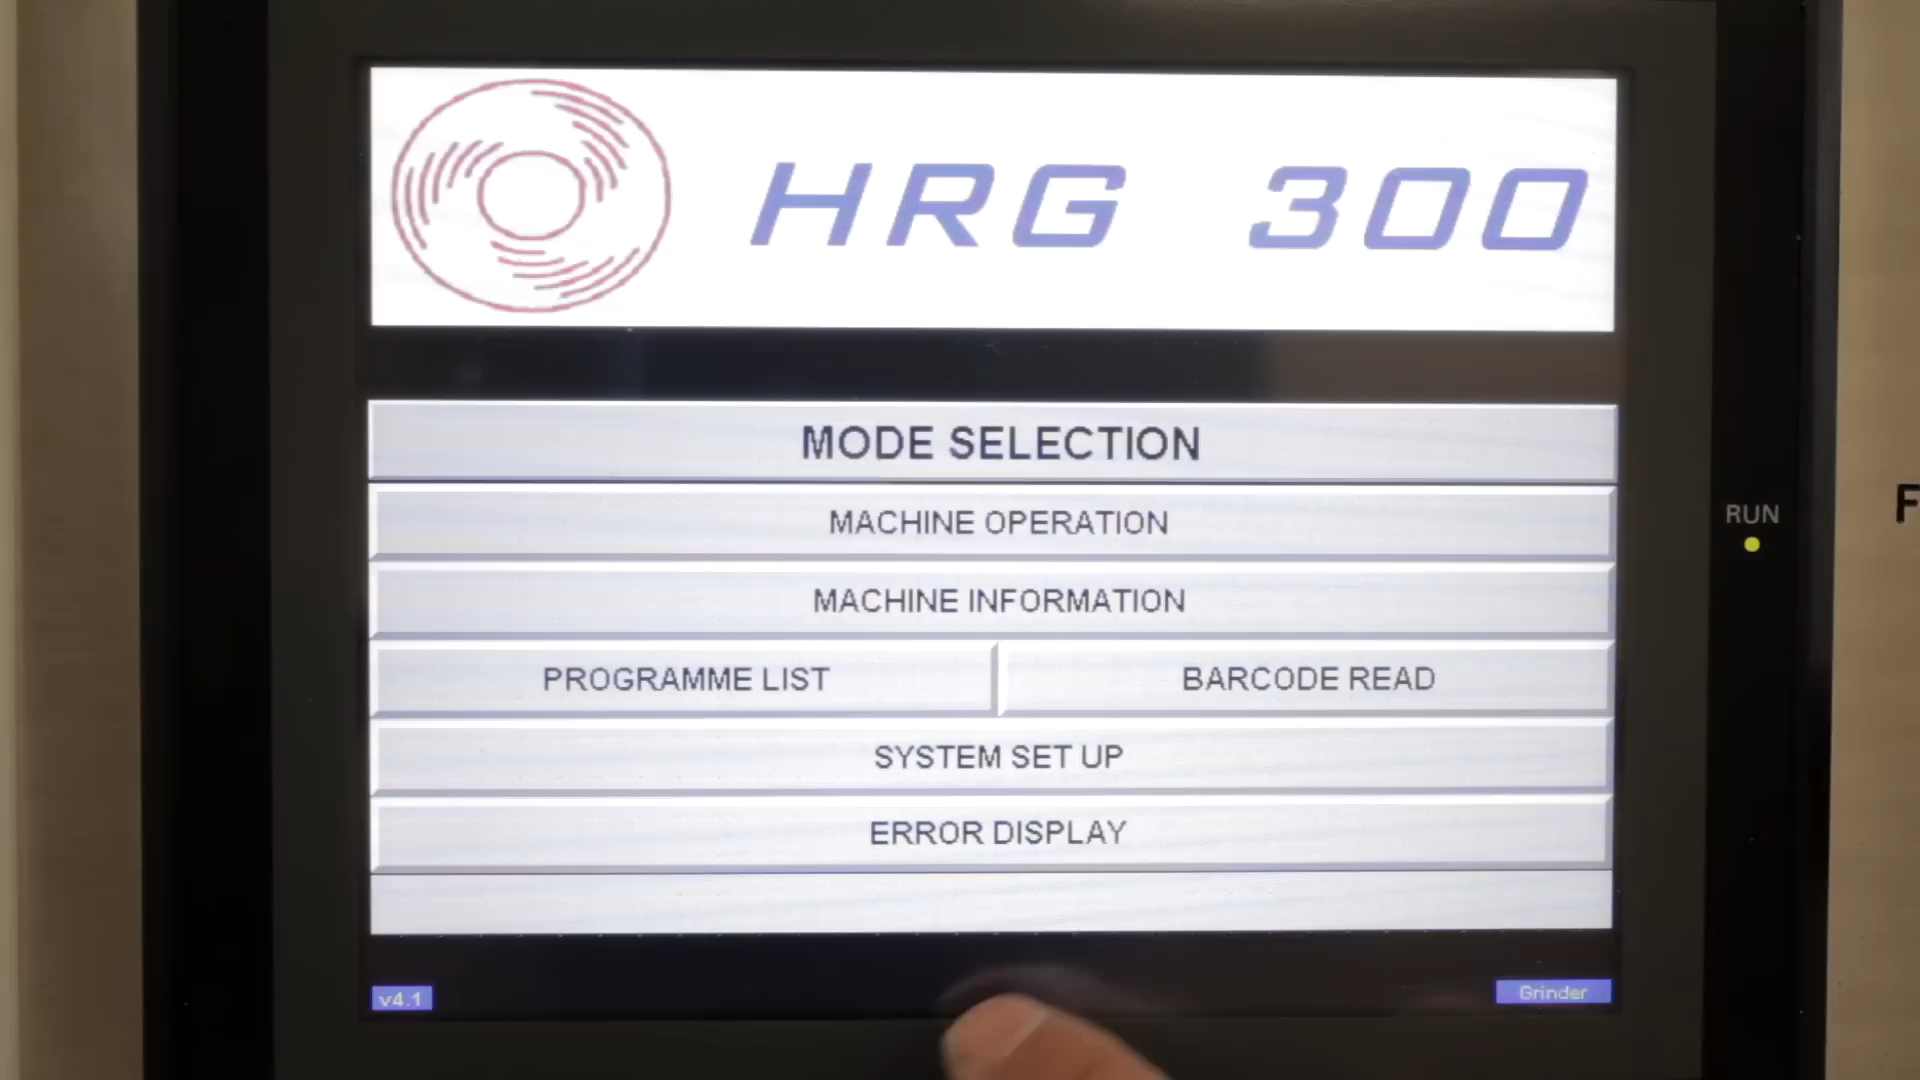 HRG 300
MODE SELECTION
MACHINE OPERATION
MACHINE INFORMATION
PROGRAMME LIST
BARCODE READ
SYSTEM SET UP
ERROR DISPLAY
v4.1
Grinder
RUN
F